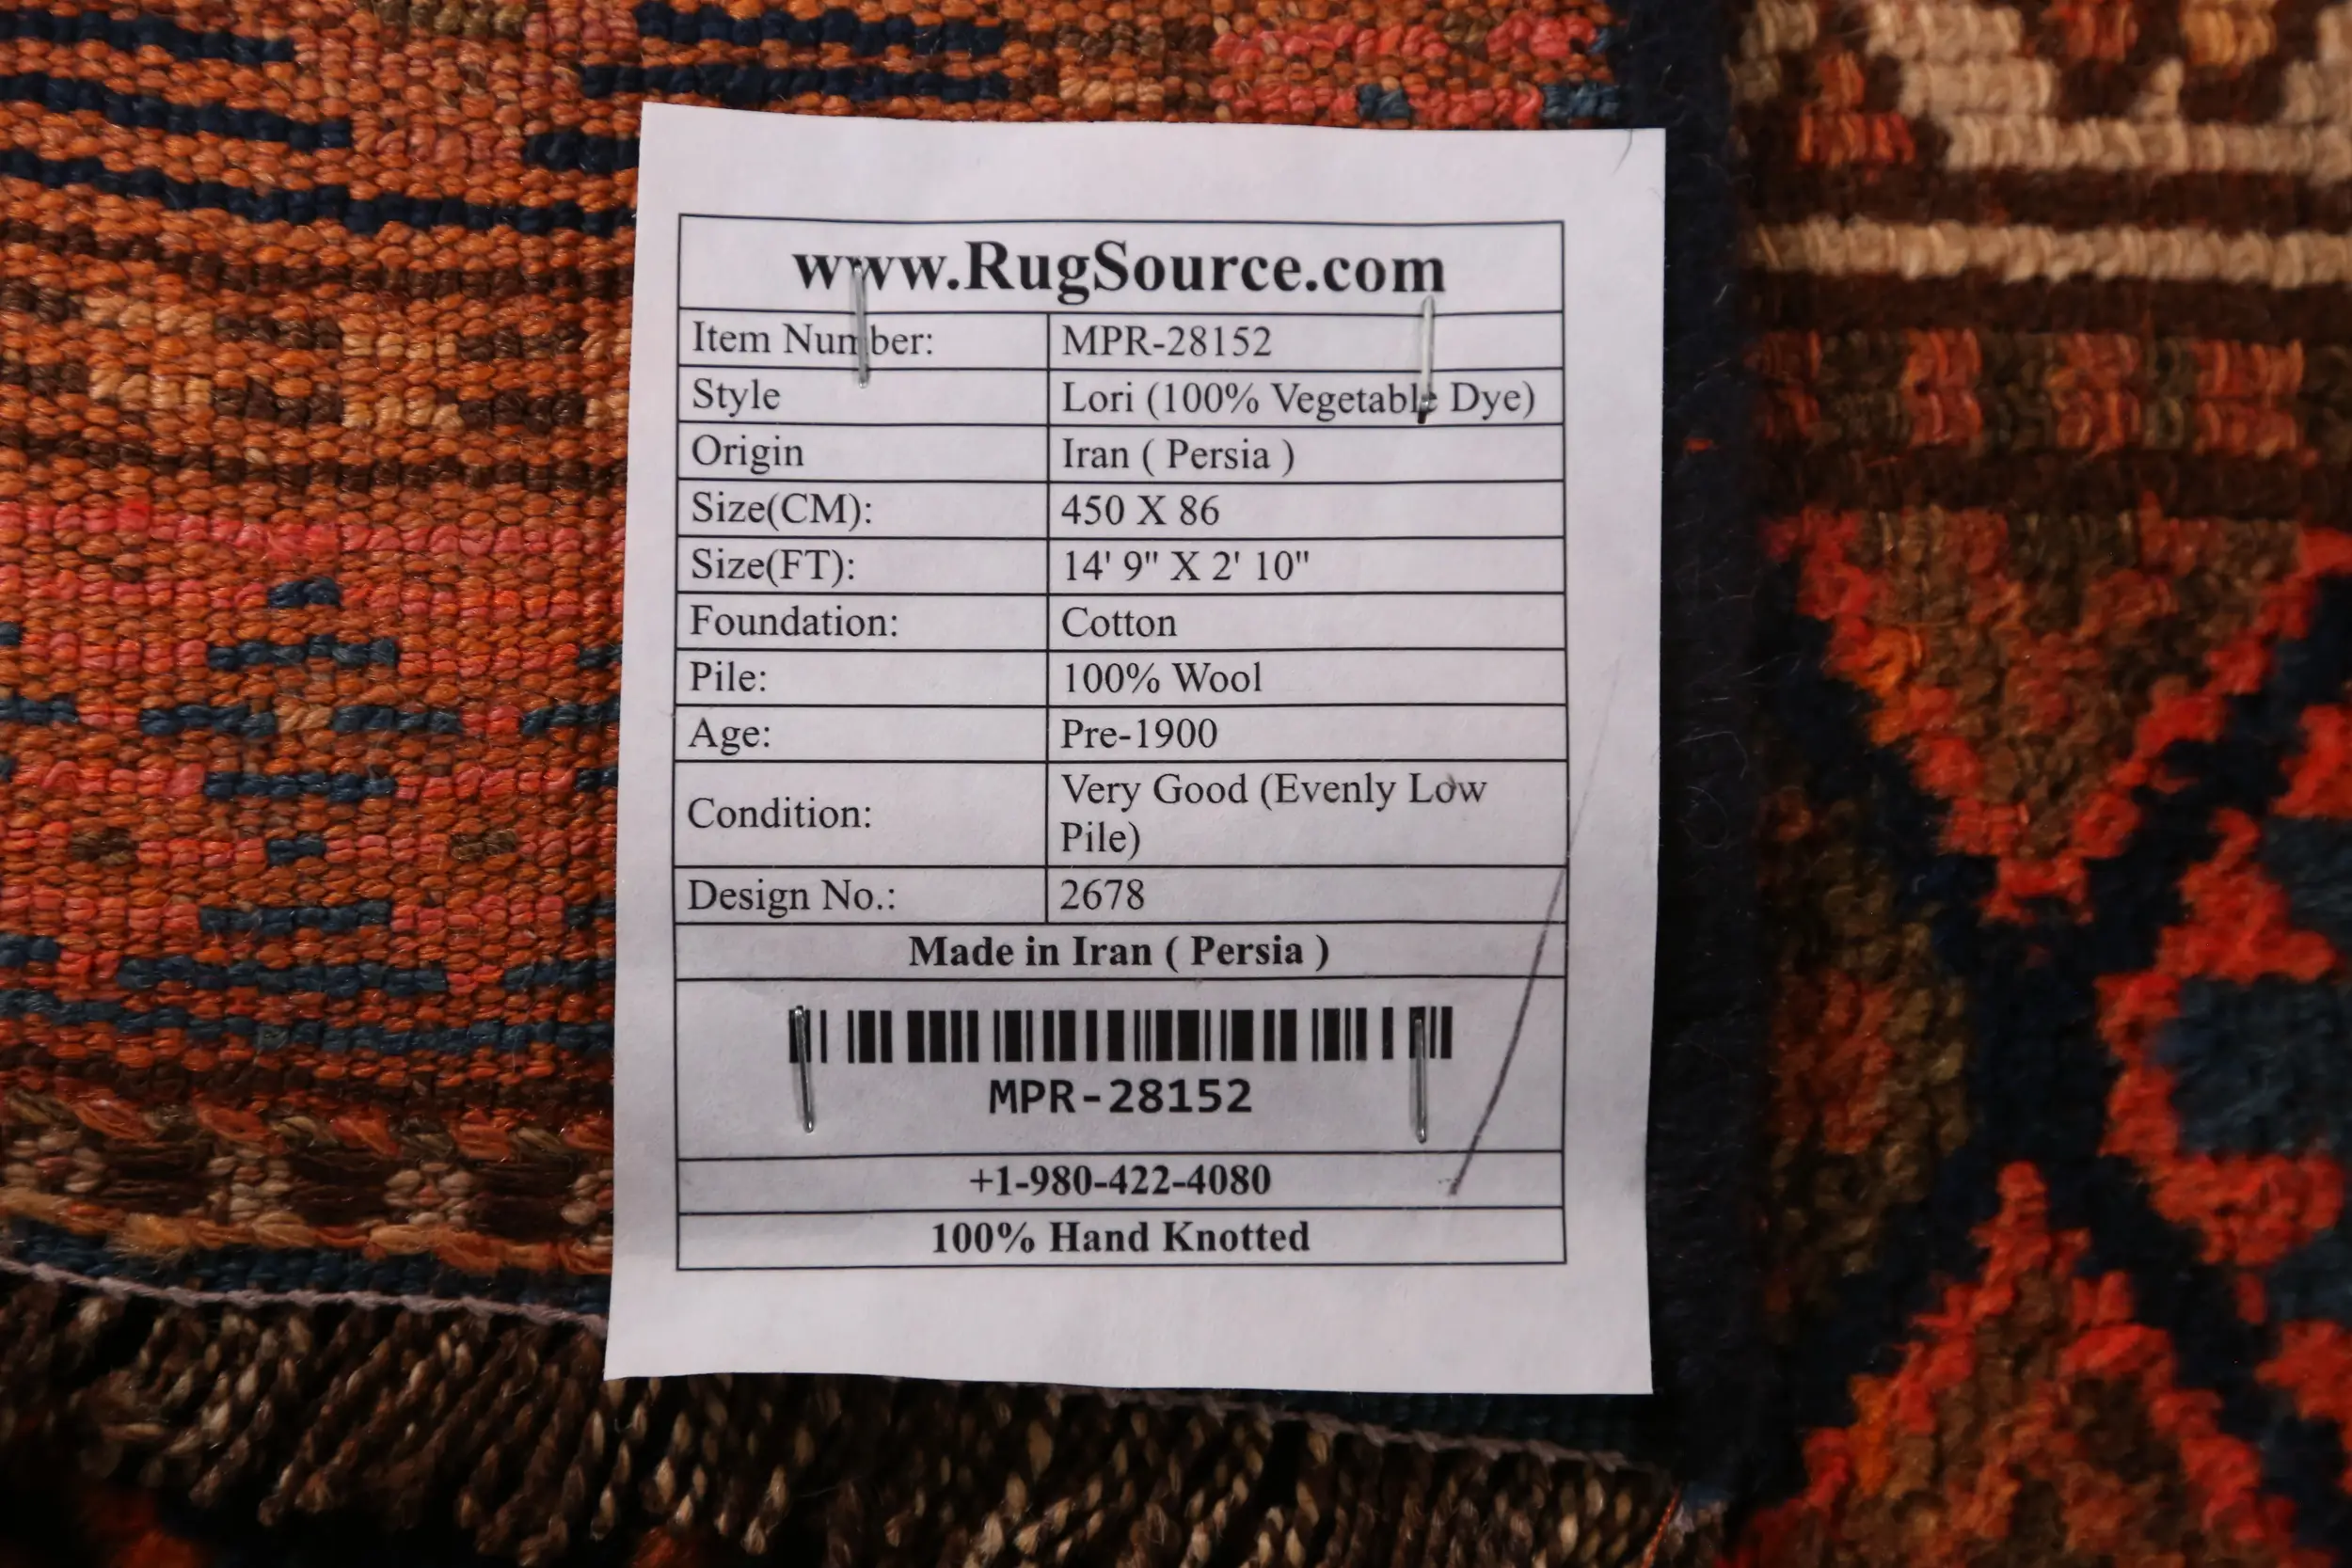 www.RugSource.com
Item Number: MPR-28152
Style Lori (100% Vegetable Dye)
Origin Iran ( Persia )
Size(CM): 450 X 86
Size(FT): 14' 9" X 2' 10"
Foundation: Cotton
Pile: 100% Wool
Age: Pre-1900
Condition: Very Good (Evenly Low
Pile)
Design No.: 2678
Made in Iran ( Persia )
MPR-28152
+1-980-422-4080
100% Hand Knotted